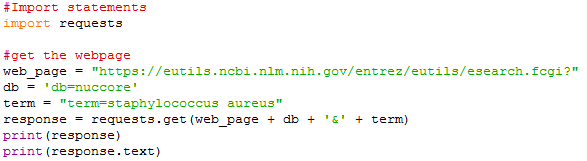 #Import statements
import requests
#get the webpage
web_page = "https://eutils.ncbi.nlm.nih.gov/entrez/eutils/esearch.fcgi?"
db = 'db=nuccore'
term = "term=staphylococcus aureus"
response = requests.get(web_page + db + '&' + term)
print(response)
print(response.text)